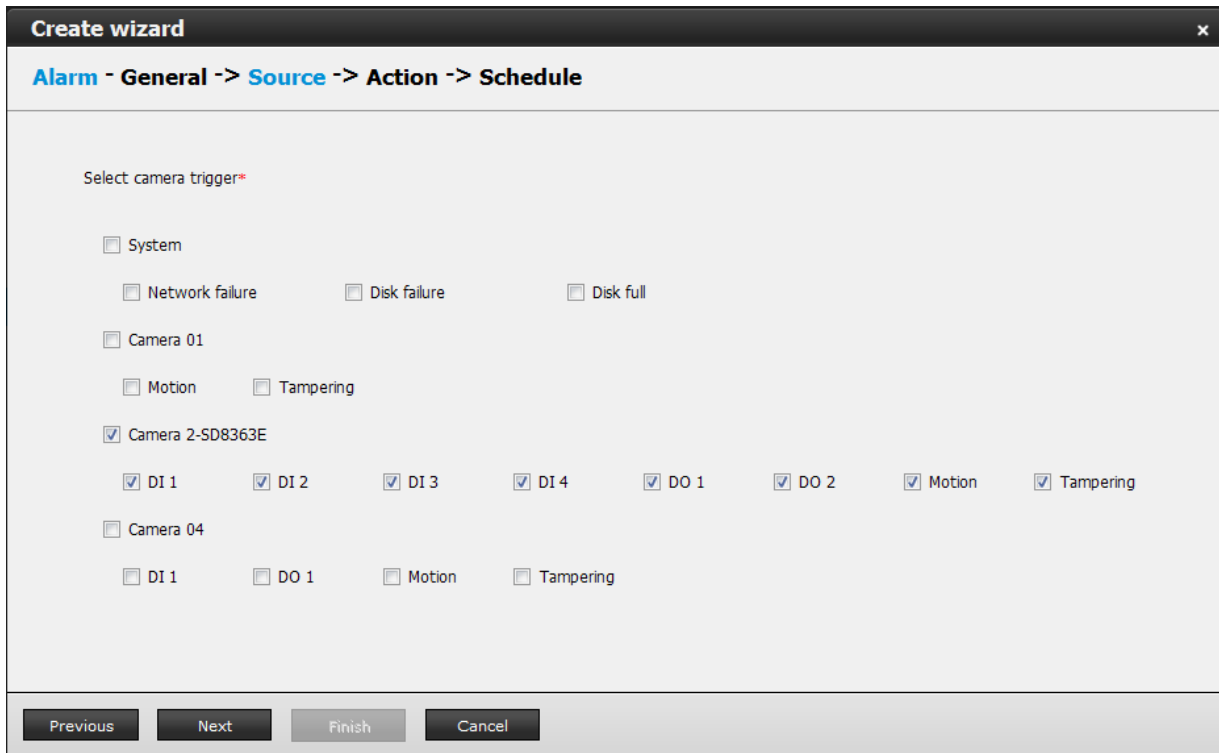 Create wizard x
Alarm - General -> Source -> Action -> Schedule
Select camera trigger*
System
Network failure Disk failure Disk full
Camera 01
Motion Tampering
Camera 2-SD8363E
DI 1 DI 2 DI 3 DI 4 DO 1 DO 2 Motion Tampering
Camera 04
DI 1 DO 1 Motion Tampering
Previous Next Finish Cancel